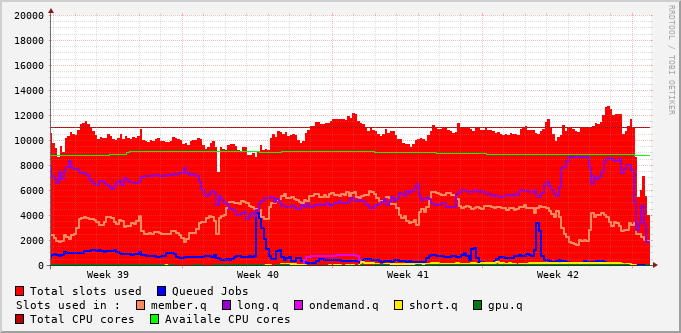 RRDTOOL / TOBI OETIKER
20000
18000
16000
14000
12000
10000
8000
6000
4000
2000
0
Week 39 Week 40 Week 41 Week 42
Total slots used Queued Jobs
Slots used in : member.q long.q ondemand.q short.q gpu.q
Total CPU cores Availale CPU cores